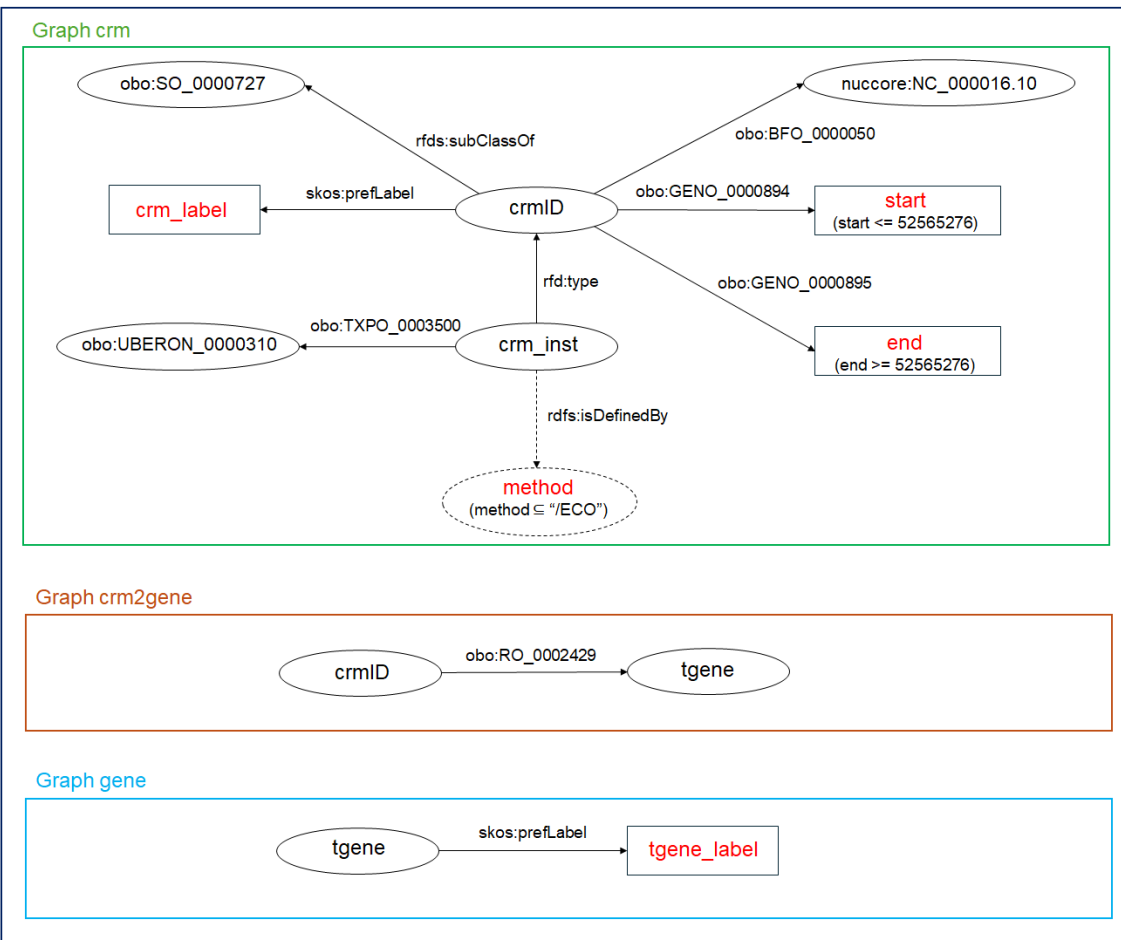 Graph crm
obo:SO_0000727
nuccore:NC_000016.10
rfds:subClassOf
obo:BFO_0000050
skos:prefLabel
obo:GENO_0000894
crm_label
crmID
start
(start <= 52565276)
rfd:type
obo:GENO_0000895
obo:TXPO_0003500
obo:UBERON_0000310
crm_inst
end
(end >= 52565276)
rdfs:isDefinedBy
method
(method ⊆ “/ECO”)
Graph crm2gene
crmID
obo:RO_0002429
tgene
Graph gene
tgene
skos:prefLabel
tgene_label